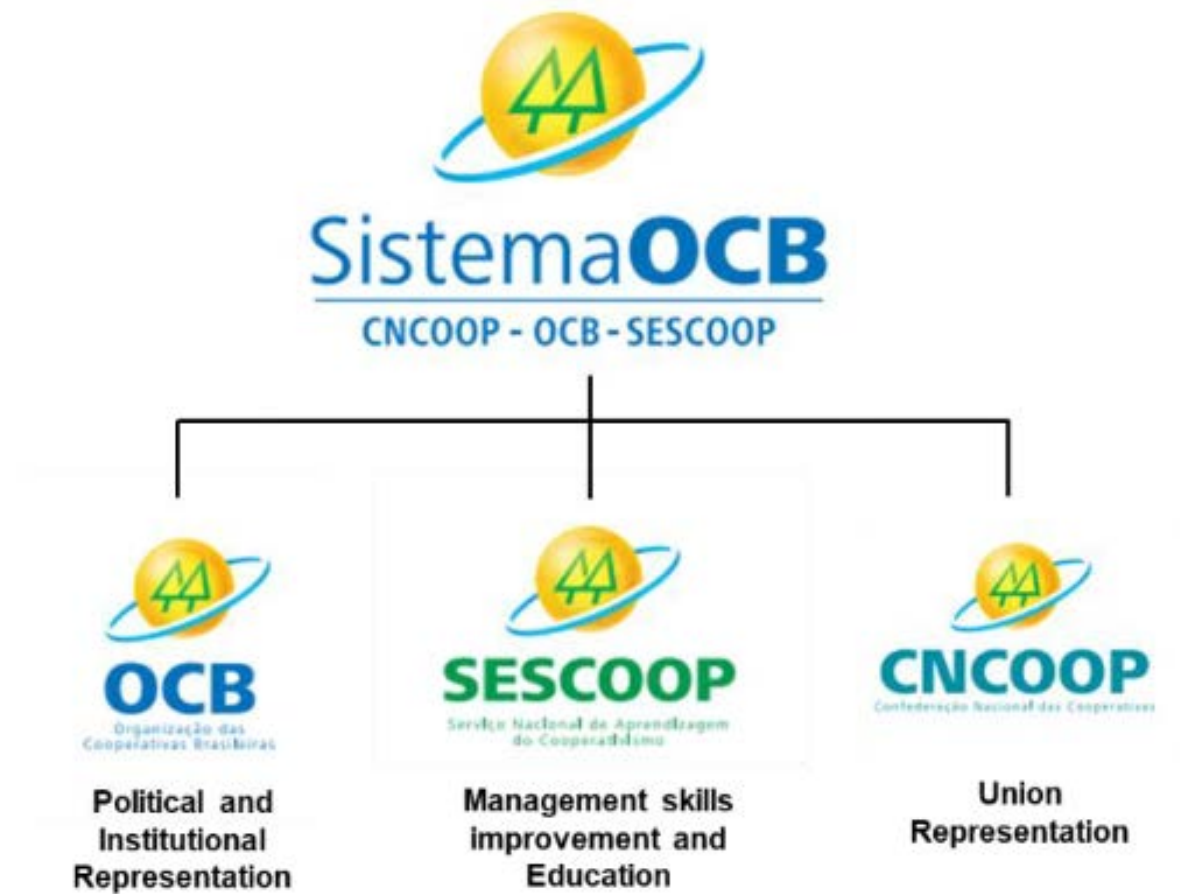 SistemaOCB
CNCOOP - OCB - SESCOOP
OCB
Organização das
Cooperativas Brasileiras
Political and
Institutional
Representation
SESCOOP
Serviço Nacional de Aprendizagem
do Cooperativismo
Management skills
improvement and
Education
CNCOOP
Confederação Nacional das Cooperativas
Union
Representation